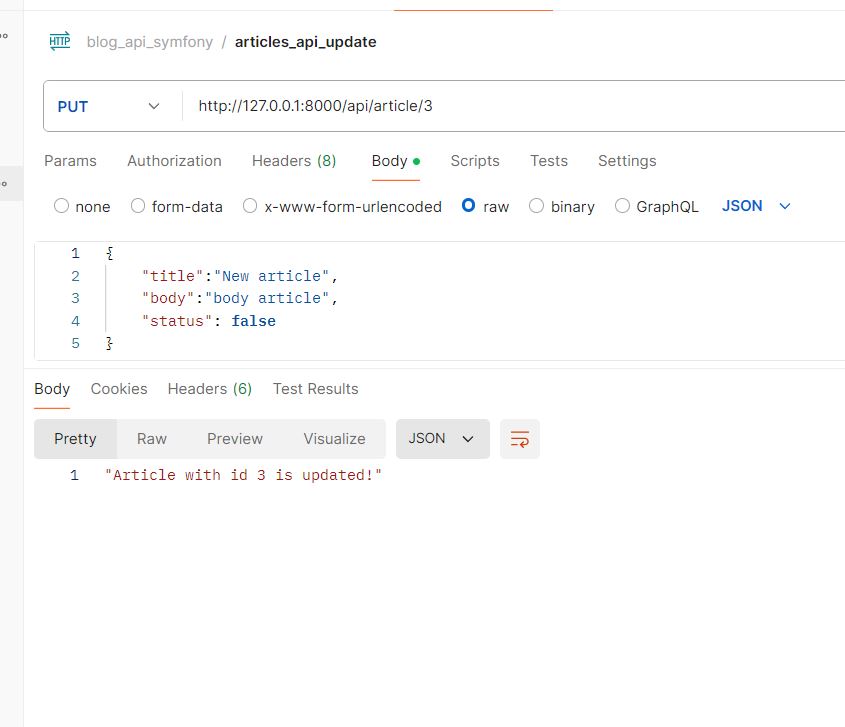 HTTP blog_api_symfony / articles_api_update
PUT http://127.0.0.1:8000/api/article/3
Params Authorization Headers (8) Body Scripts Tests Settings
none form-data x-www-form-urlencoded raw binary GraphQL JSON
1 {
2 "title":"New article",
3 "body":"body article",
4 "status": false
5 }
Body Cookies Headers (6) Test Results
Pretty Raw Preview Visualize JSON
1 "Article with id 3 is updated!"